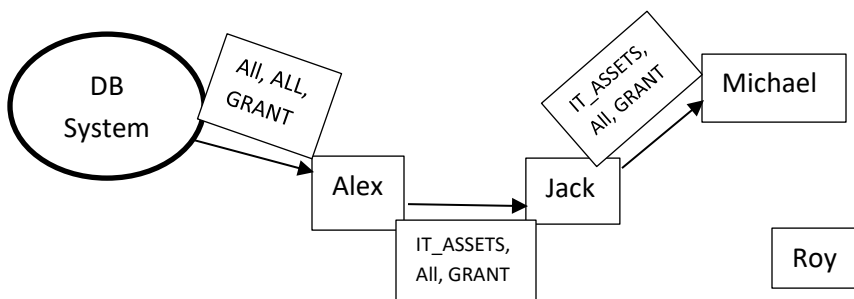 DB
System
All, ALL,
GRANT
Alex
IT_ASSETS,
All, GRANT
Jack
IT_ASSETS,
All, GRANT
Michael
Roy